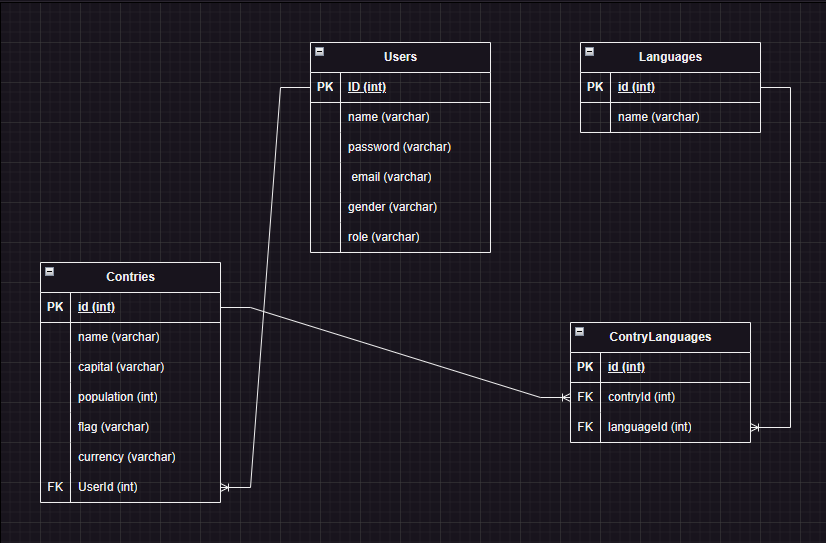 Users
PK ID (int)
name (varchar)
password (varchar)
email (varchar)
gender (varchar)
role (varchar)
Languages
PK id (int)
name (varchar)
Contries
PK id (int)
name (varchar)
capital (varchar)
population (int)
flag (varchar)
currency (varchar)
FK UserId (int)
ContryLanguages
PK id (int)
FK contryId (int)
FK languageId (int)